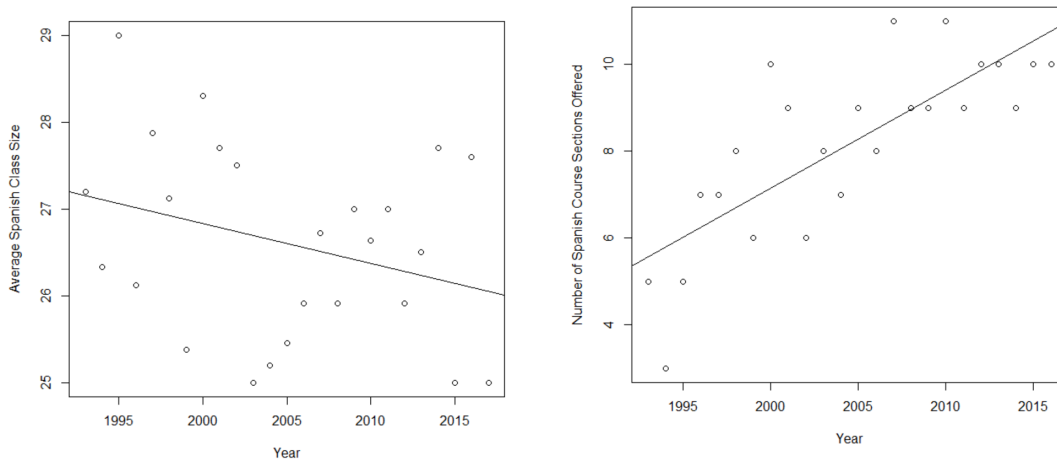 Average Spanish Class Size
29
28
27
26
25
1995 2000 2005 2010 2015
Year
Number of Spanish Course Sections Offered
10
8
6
4
1995 2000 2005 2010 2015
Year